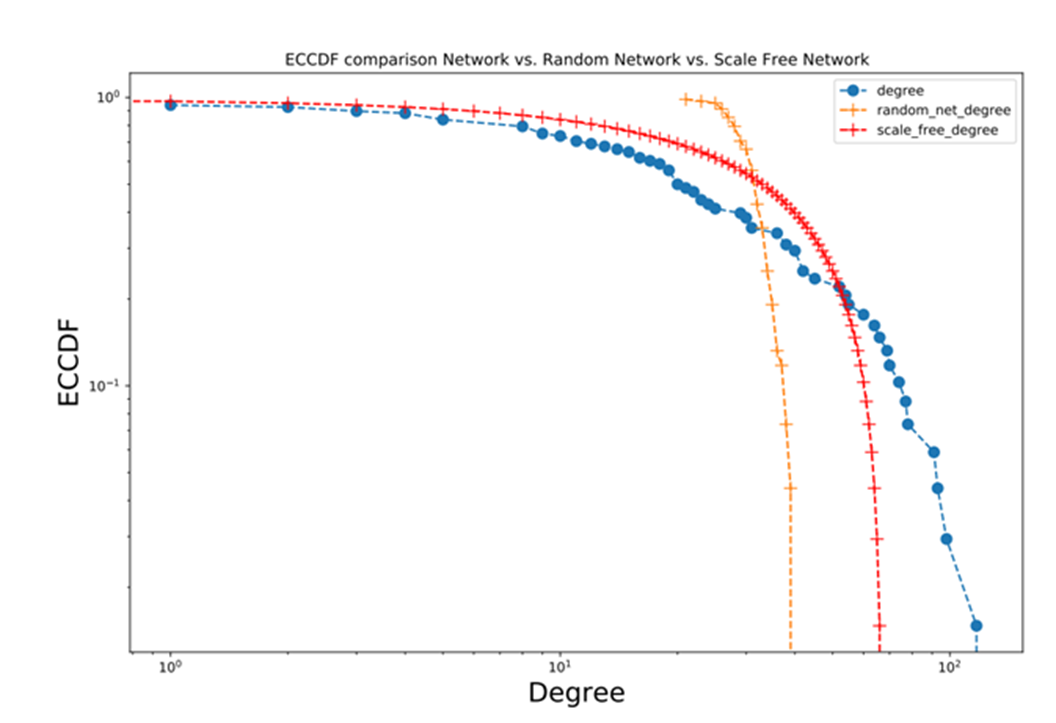 ECCDF comparison Network vs. Random Network vs. Scale Free Network
degree
random_net_degree
scale_free_degree
10⁰
10⁻¹
ECCDF
10⁰
10¹
10²
Degree